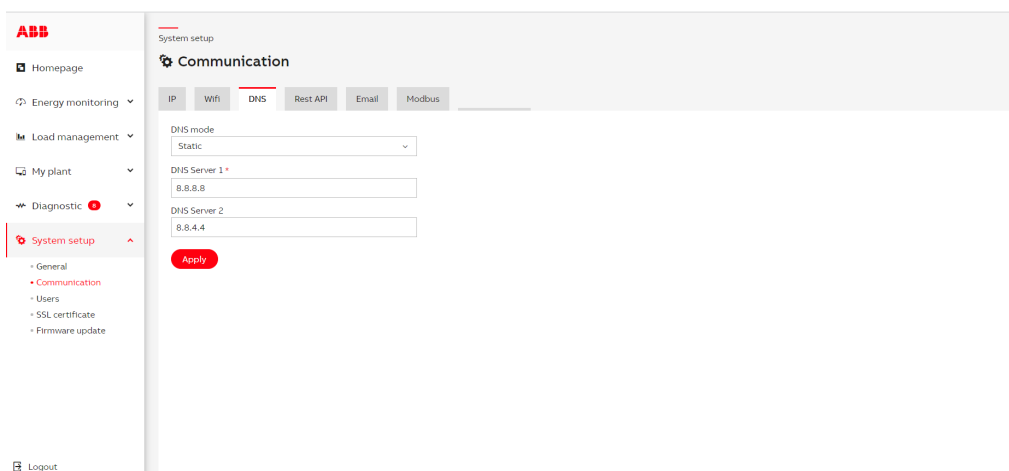 ABB
Homepage
Energy monitoring
Load management
My plant
Diagnostic 8
System setup
General
Communication
Users
SSL certificate
Firmware update
Logout
System setup
Communication
IP Wifi DNS Rest API Email Modbus
DNS mode
Static
DNS Server 1 *
8.8.8.8
DNS Server 2
8.8.4.4
Apply